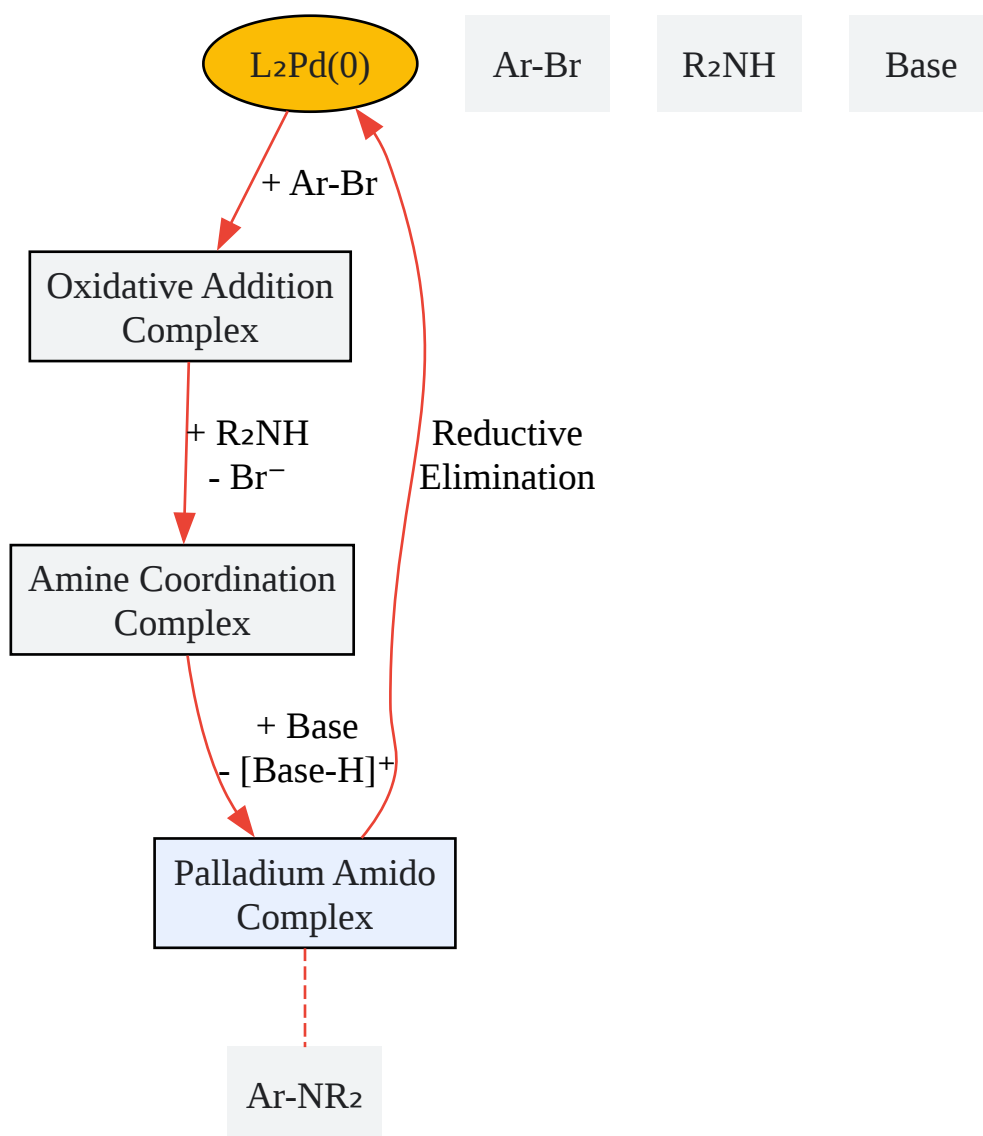 L₂Pd(0)
Ar-Br
R₂NH
Base
+ Ar-Br
Oxidative Addition
Complex
+ R₂NH
- Br⁻
Reductive
Elimination
Amine Coordination
Complex
+ Base
- [Base-H]⁺
Palladium Amido
Complex
Ar-NR₂